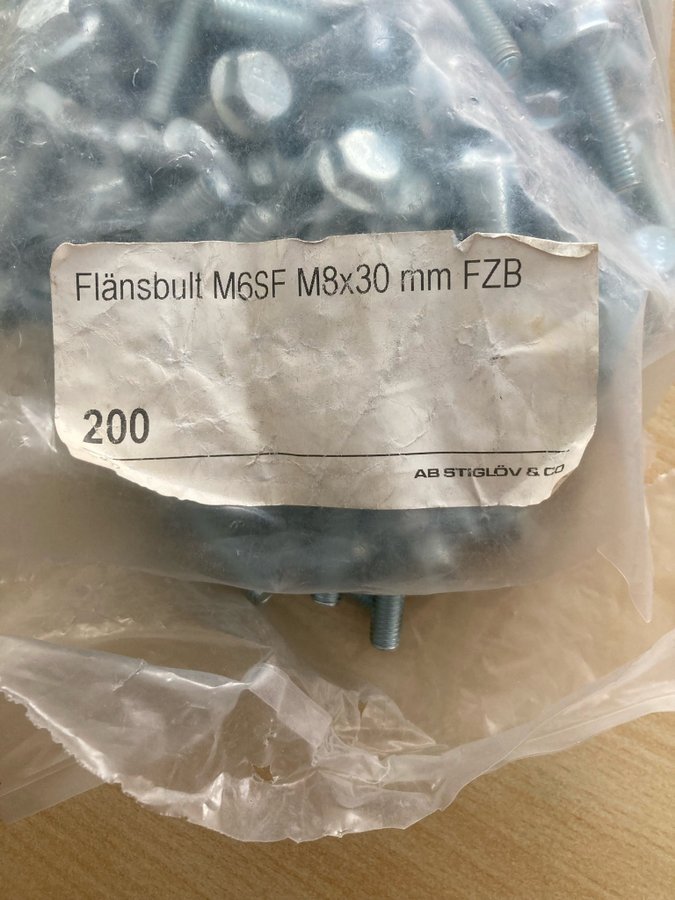 Flänsbult M6SF M8x30 mm FZB
200
AB STIGLÖV & CO